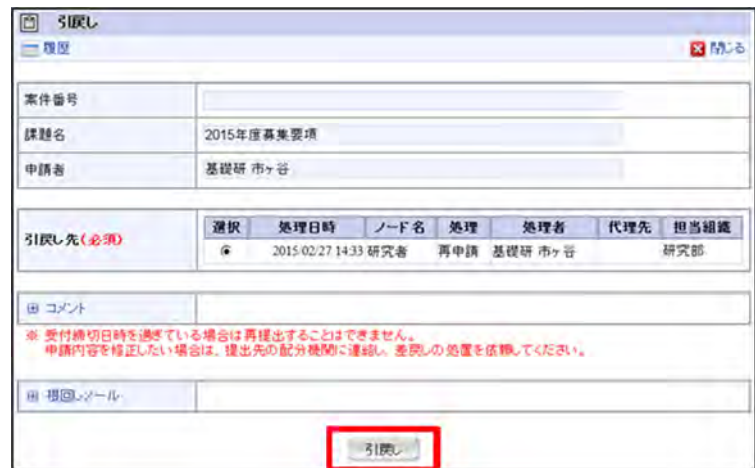 引戻し
履歴 閉じる
案件番号
課題名 2015年度募集要項
申請者 基礎研 市ヶ谷
引戻し先(必須) 選択 処理日時 ノード名 処理 処理者 代理先 担当組織
2015/02/27 14:33 研究者 再申請 基礎研 市ヶ谷 研究部
コメント
※ 受付締切日時を過ぎている場合は再提出することはできません。
申請内容を修正したい場合は、提出先の配分機関に連絡し、差戻しの処置を依頼してください。
根回しメール
引戻し